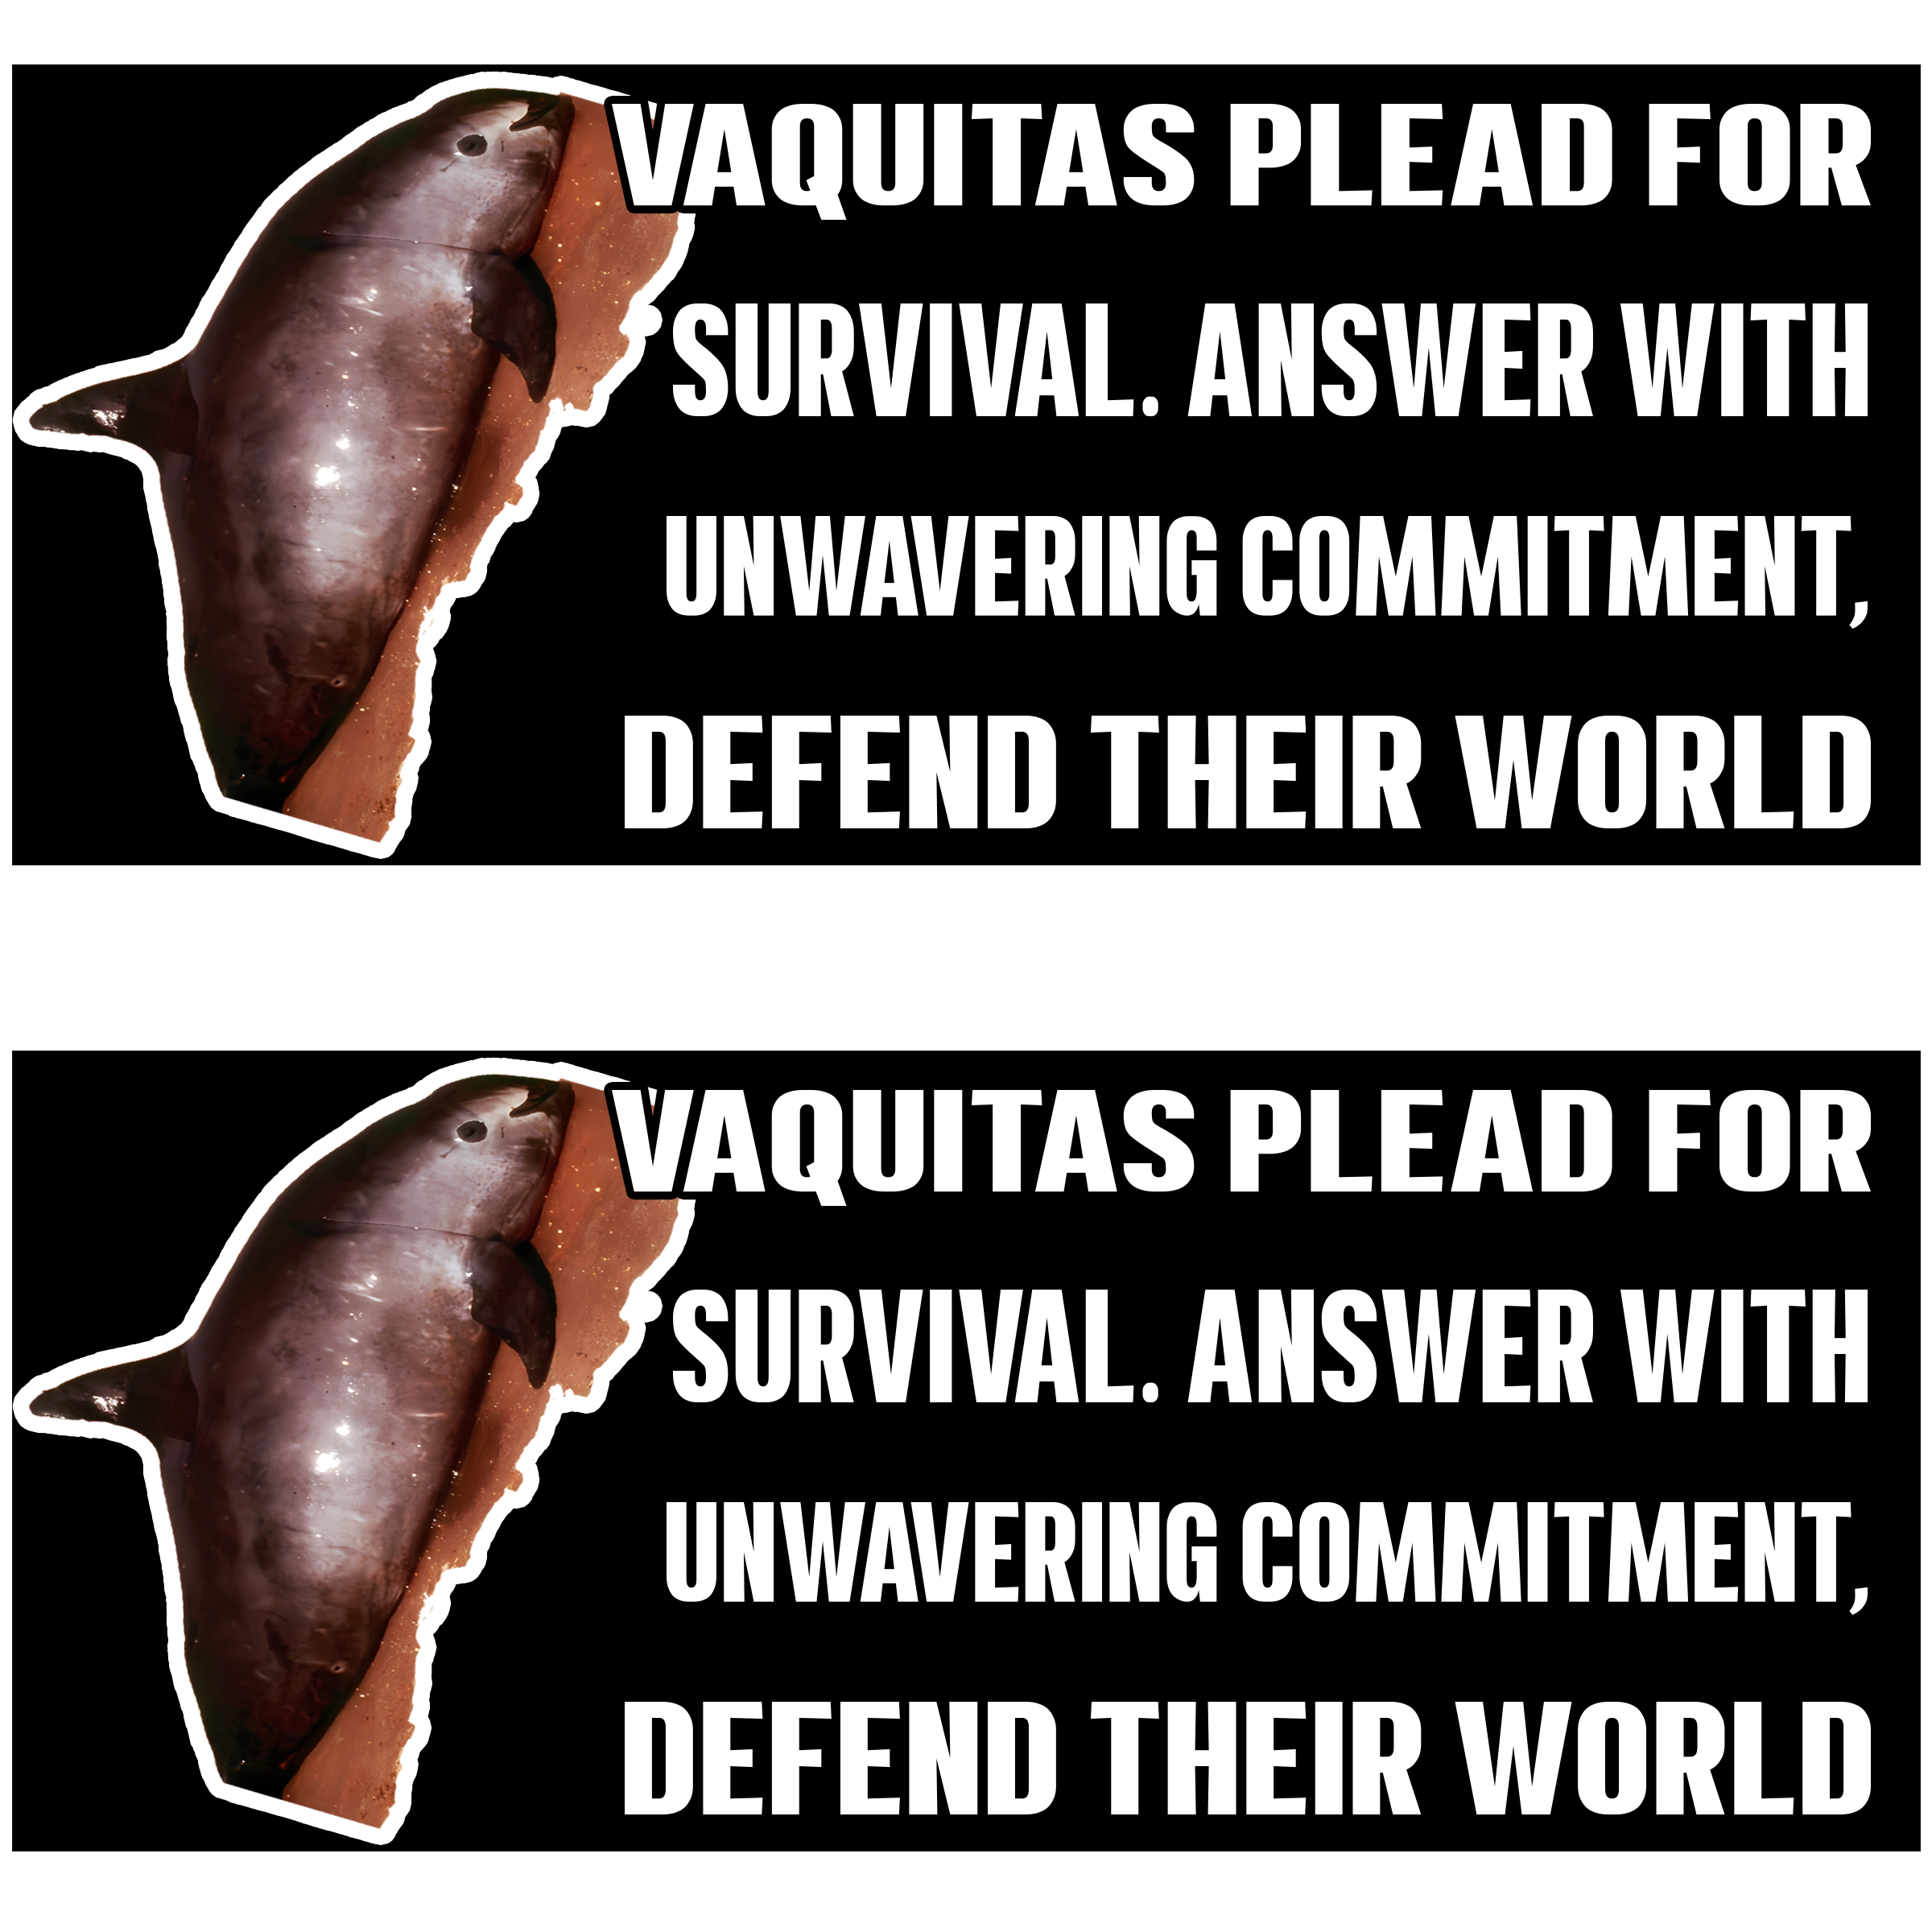 VAQUITAS PLEAD FOR
SURVIVAL. ANSWER WITH
UNWAVERING COMMITMENT,
DEFEND THEIR WORLD
VAQUITAS PLEAD FOR
SURVIVAL. ANSWER WITH
UNWAVERING COMMITMENT,
DEFEND THEIR WORLD